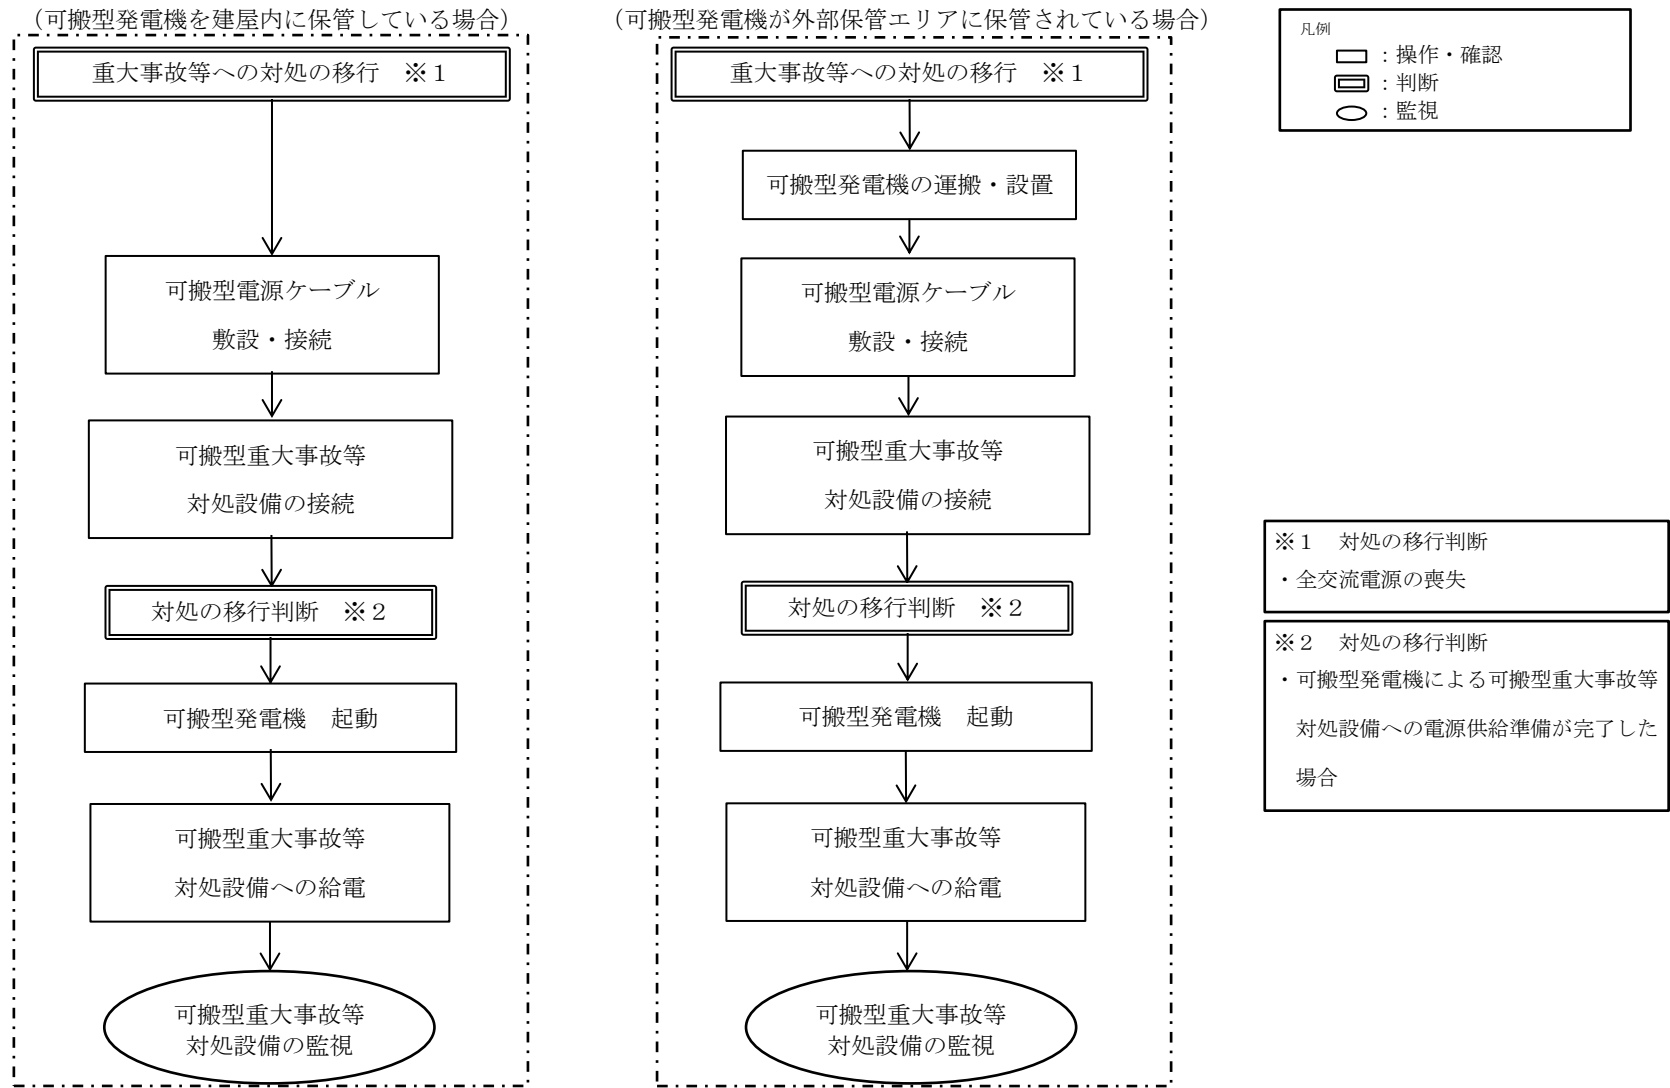 （可搬型発電機を建屋内に保管している場合）
重大事故等への対処の移行　※１
可搬型電源ケーブル
敷設・接続
可搬型重大事故等
対処設備の接続
対処の移行判断　※２
可搬型発電機　起動
可搬型重大事故等
対処設備への給電
可搬型重大事故等
対処設備の監視
（可搬型発電機が外部保管エリアに保管されている場合）
重大事故等への対処の移行　※１
可搬型発電機の運搬・設置
可搬型電源ケーブル
敷設・接続
可搬型重大事故等
対処設備の接続
対処の移行判断　※２
可搬型発電機　起動
可搬型重大事故等
対処設備への給電
可搬型重大事故等
対処設備の監視
凡例
：操作・確認
：判断
：監視
※１　対処の移行判断
・全交流電源の喪失
※２　対処の移行判断
・可搬型発電機による可搬型重大事故等
対処設備への電源供給準備が完了した
場合